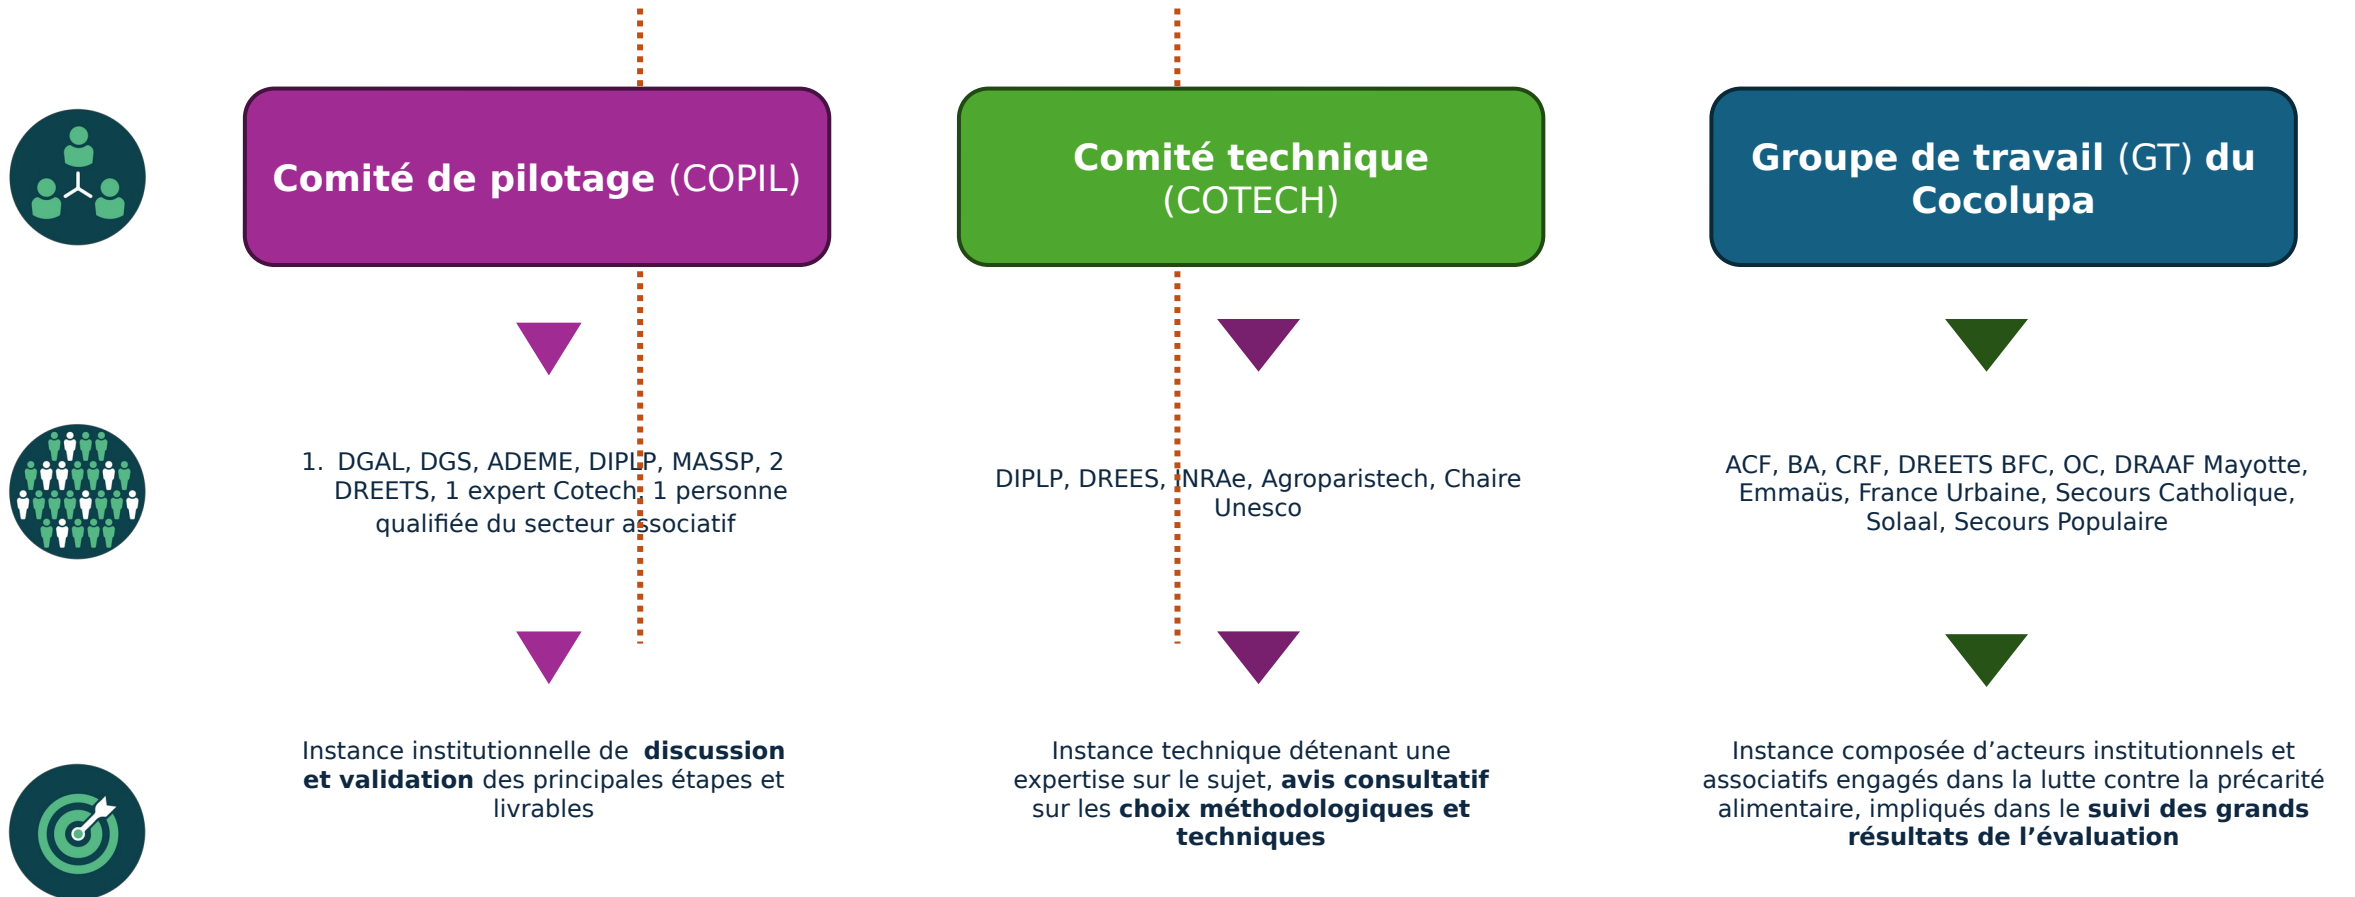 Comité de pilotage (COPIL)
Comité technique
(COTECH)
Groupe de travail (GT) du
Cocolupa
1. DGAL, DGS, ADEME, DIPLP, MASSP, 2
DREETS, 1 expert Cotech, 1 personne
qualifiée du secteur associatif
DIPLP, DREES, INRAe, Agroparistech, Chaire
Unesco
ACF, BA, CRF, DREETS BFC, OC, DRAAF Mayotte,
Emmaüs, France Urbaine, Secours Catholique,
Solaal, Secours Populaire
Instance institutionnelle de discussion
et validation des principales étapes et
livrables
Instance technique détenant une
expertise sur le sujet, avis consultatif
sur les choix méthodologiques et
techniques
Instance composée d’acteurs institutionnels et
associatifs engagés dans la lutte contre la précarité
alimentaire, impliqués dans le suivi des grands
résultats de l’évaluation